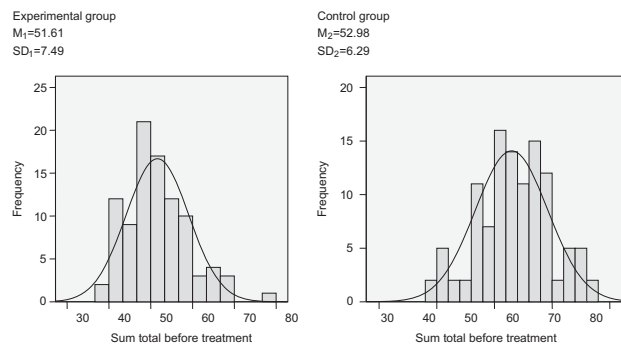 Experimental group
M₁=51.61
SD₁=7.49
25
20
15
10
5
0
Frequency
30 40 50 60 70 80
Sum total before treatment
Control group
M₂=52.98
SD₂=6.29
20
15
10
5
0
Frequency
30 40 50 60 70 80
Sum total before treatment